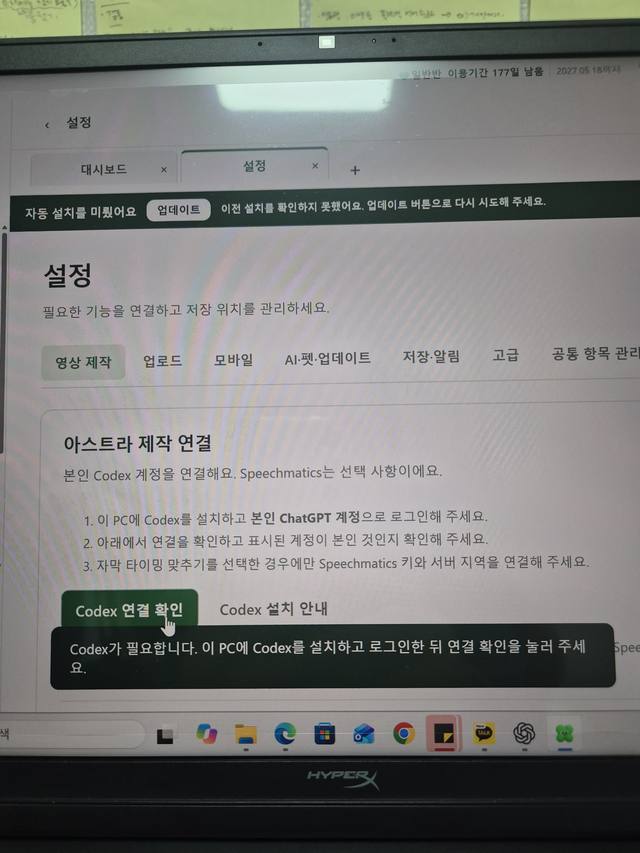 일반반 이용기간 177일 남음 2027 05 18까지
설정
대시보드 × 설정 × +
자동 설치를 미뤘어요 업데이트 이전 설치를 확인하지 못했어요. 업데이트 버튼으로 다시 시도해 주세요.
설정
필요한 기능을 연결하고 저장 위치를 관리하세요.
영상 제작 업로드 모바일 AI·펫·업데이트 저장·알림 고급 공통 항목 관리
아스트라 제작 연결
본인 Codex 계정을 연결해요. Speechmatics는 선택 사항이에요.
1. 이 PC에 Codex를 설치하고 본인 ChatGPT 계정으로 로그인해 주세요.
2. 아래에서 연결을 확인하고 표시된 계정이 본인 것인지 확인해 주세요.
3. 자막 타이밍 맞추기를 선택한 경우에만 Speechmatics 키와 서버 지역을 연결해 주세요.
Codex 연결 확인 Codex 설치 안내
Codex가 필요합니다. 이 PC에 Codex를 설치하고 로그인한 뒤 연결 확인을 눌러 주세
요.
Spee
색
TALK
HYPERX